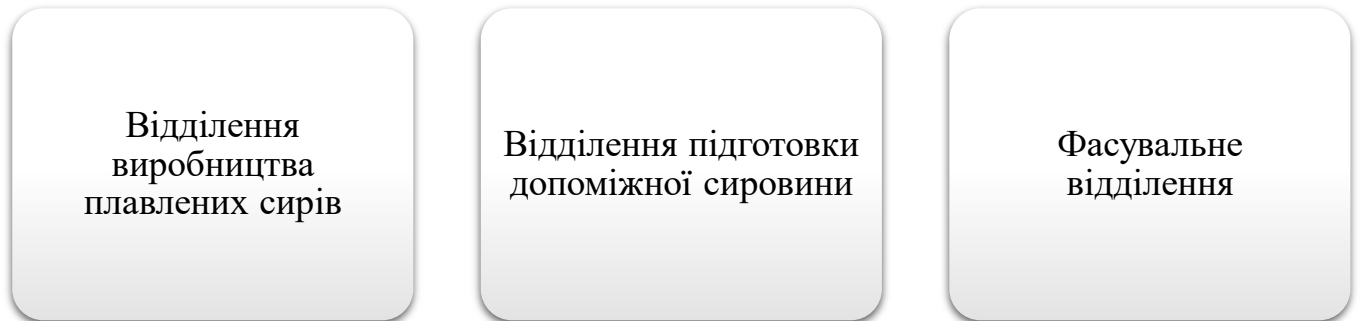 Відділення
виробництва
плавлених сирів
Відділення підготовки
допоміжної сировини
Фасувальне
відділення